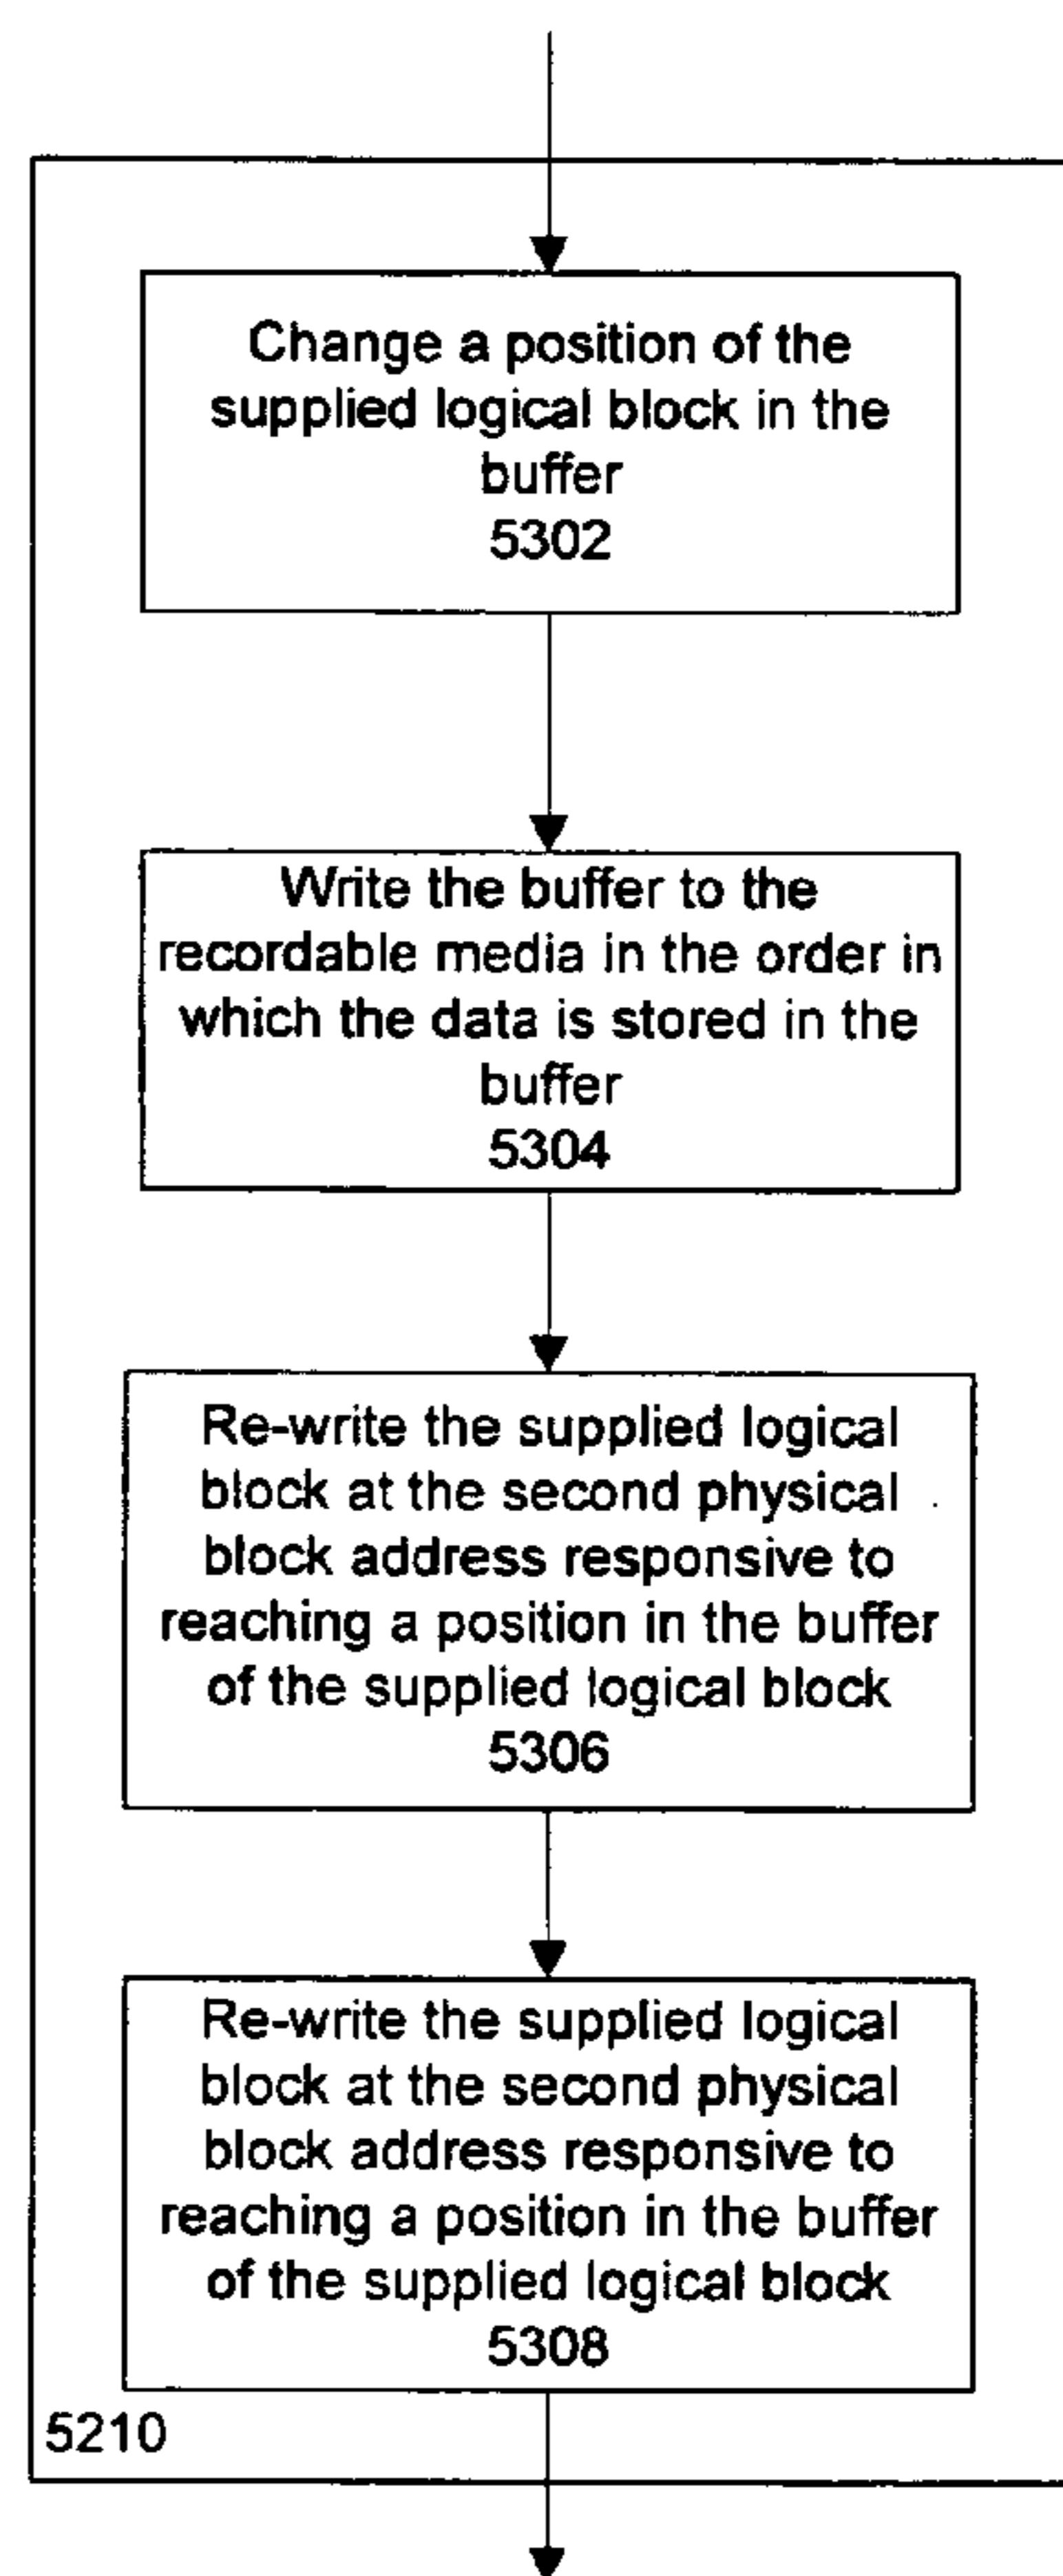 Change a position of the
supplied logical block in the
buffer
5302
Write the buffer to the
recordable media in the order in
which the data is stored in the
buffer
5304
Re-write the supplied logical
block at the second physical
block address responsive to
reaching a position in the buffer
of the supplied logical block
5306
Re-write the supplied logical
block at the second physical
block address responsive to
reaching a position in the buffer
of the supplied logical block
5308
5210